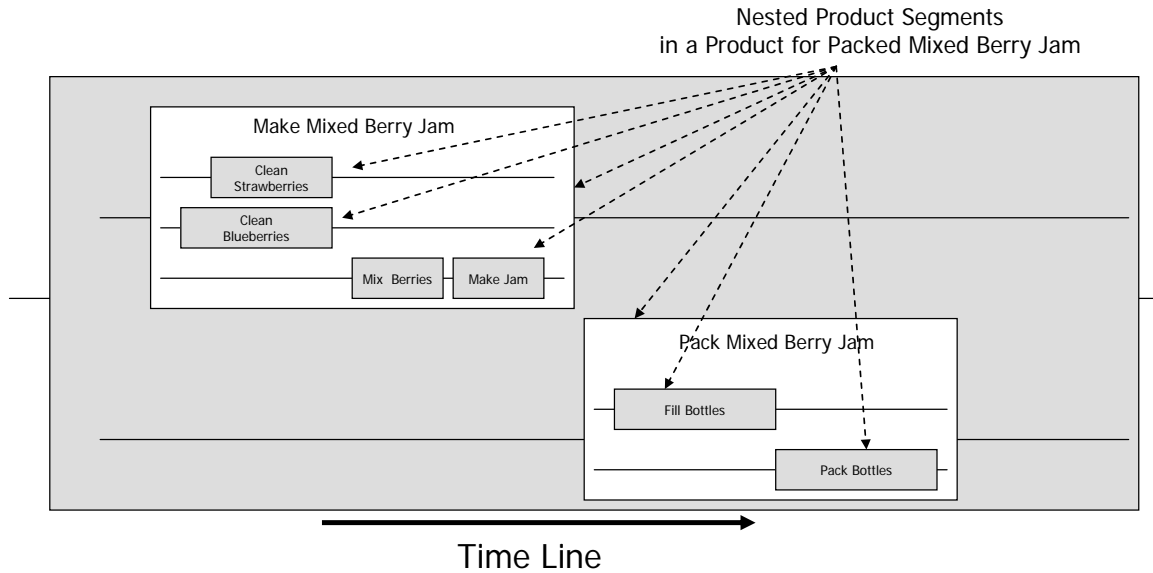 Nested Product Segments
in a Product for Packed Mixed Berry Jam
Make Mixed Berry Jam
Clean
Strawberries
Clean
Blueberries
Mix Berries
Make Jam
Pack Mixed Berry Jam
Fill Bottles
Pack Bottles
Time Line